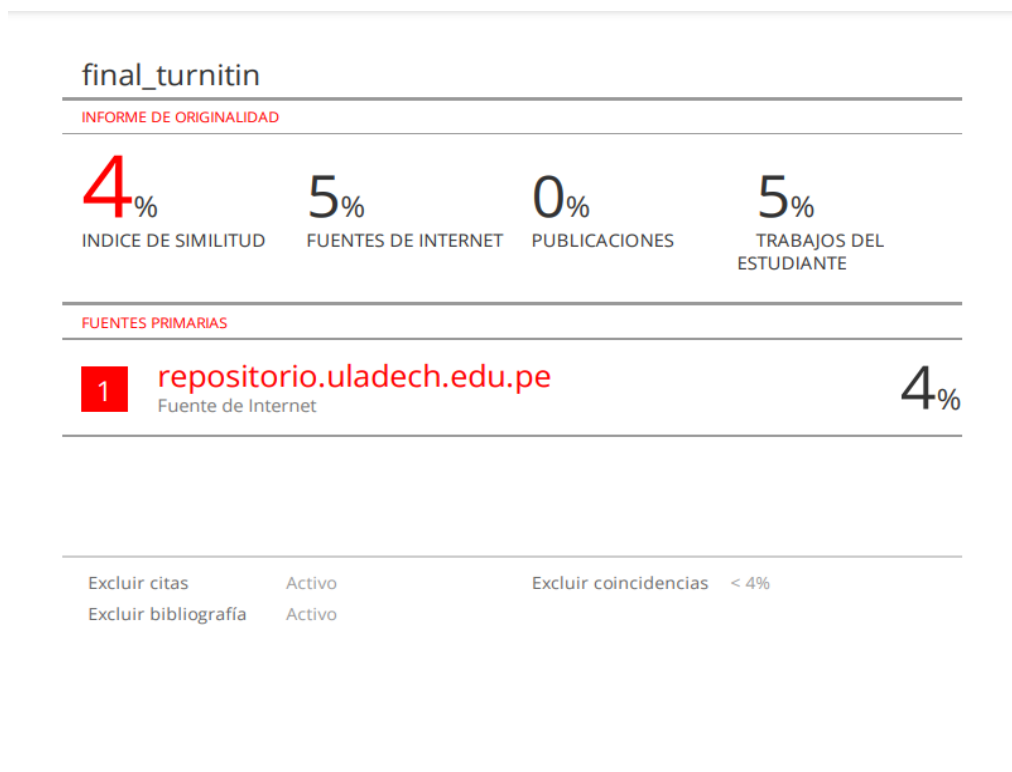 final_turnitin
INFORME DE ORIGINALIDAD
4%
INDICE DE SIMILITUD
5%
FUENTES DE INTERNET
0%
PUBLICACIONES
5%
TRABAJOS DEL
ESTUDIANTE
FUENTES PRIMARIAS
1
repositorio.uladech.edu.pe
Fuente de Internet
4%
Excluir citas
Activo
Excluir bibliografía
Activo
Excluir coincidencias
< 4%